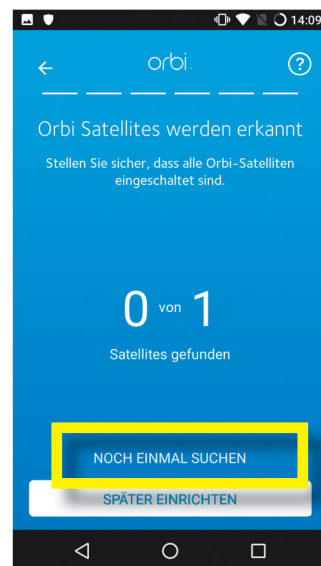 14:09
orbi
?
Orbi Satellites werden erkannt
Stellen Sie sicher, dass alle Orbi-Satelliten
eingeschaltet sind.
0 von 1
Satellites gefunden
NOCH EINMAL SUCHEN
SPÄTER EINRICHTEN